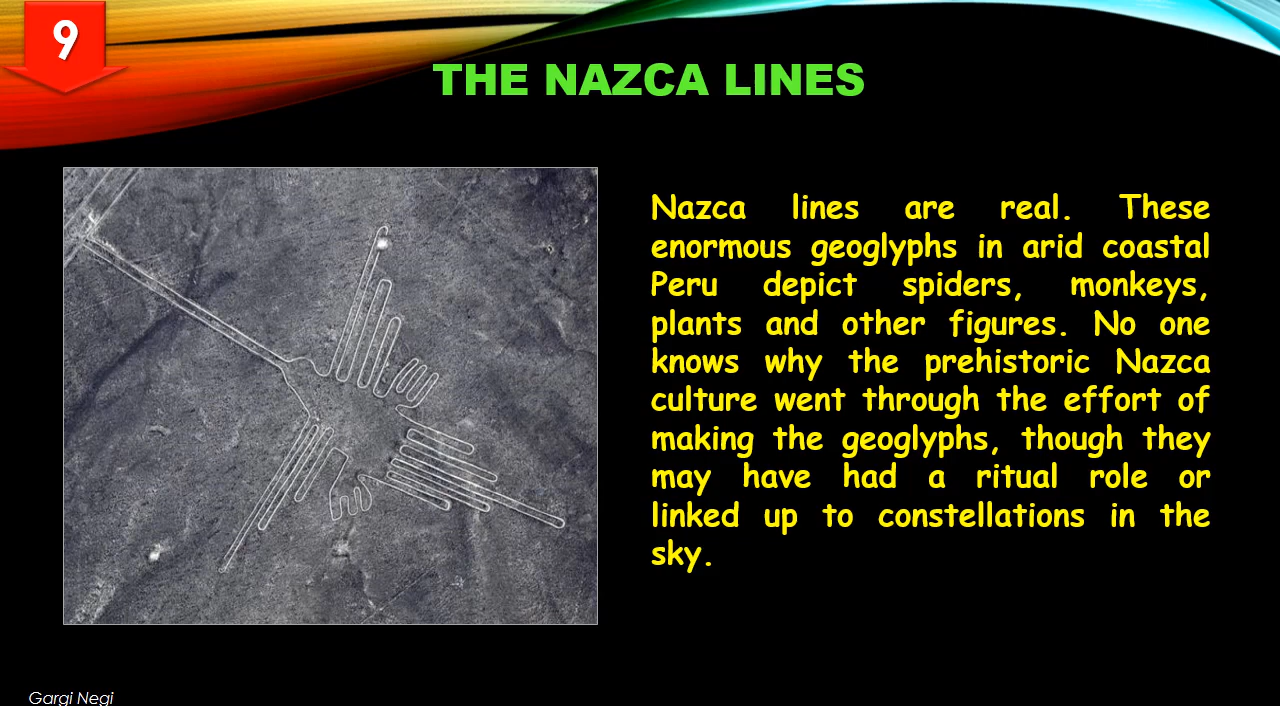 9
THE NAZCA LINES
Nazca lines are real. These
enormous geoglyphs in arid coastal
Peru depict spiders, monkeys,
plants and other figures. No one
knows why the prehistoric Nazca
culture went through the effort of
making the geoglyphs, though they
may have had a ritual role or
linked up to constellations in the
sky.
Gargi Negi